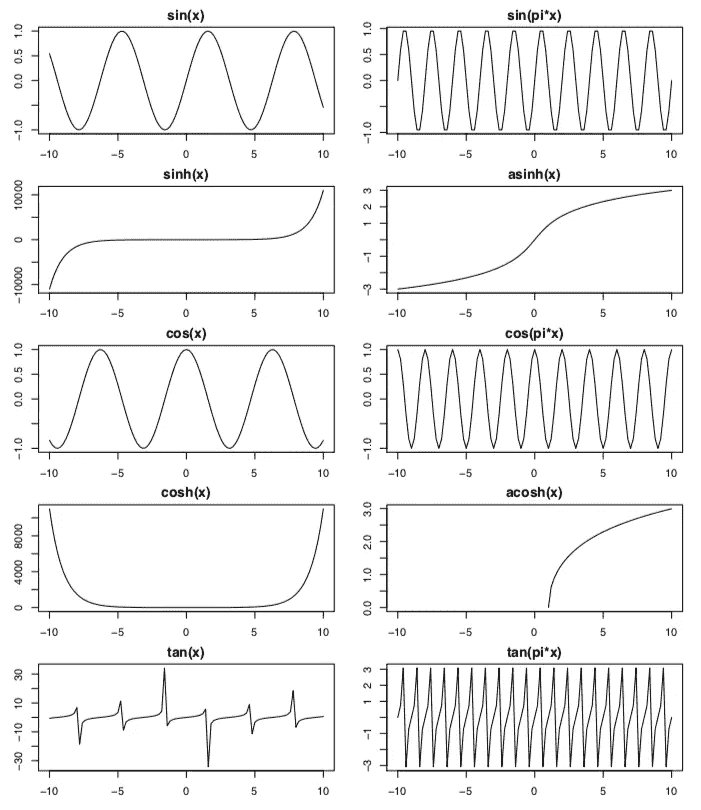 sin(x)
1.0
0.5
0.0
−1.0
−10 −5 0 5 10
sin(pi*x)
1.0
0.5
0.0
−1.0
−10 −5 0 5 10
sinh(x)
10000
0
−10000
−10 −5 0 5 10
asinh(x)
3
2
1
−1
−3
−10 −5 0 5 10
cos(x)
1.0
0.5
0.0
−1.0
−10 −5 0 5 10
cos(pi*x)
1.0
0.5
0.0
−1.0
−10 −5 0 5 10
cosh(x)
8000
4000
0
−10 −5 0 5 10
acosh(x)
3.0
2.0
1.0
0.0
−10 −5 0 5 10
tan(x)
30
10
−10
−30
−10 −5 0 5 10
tan(pi*x)
3
2
1
−1
−3
−10 −5 0 5 10